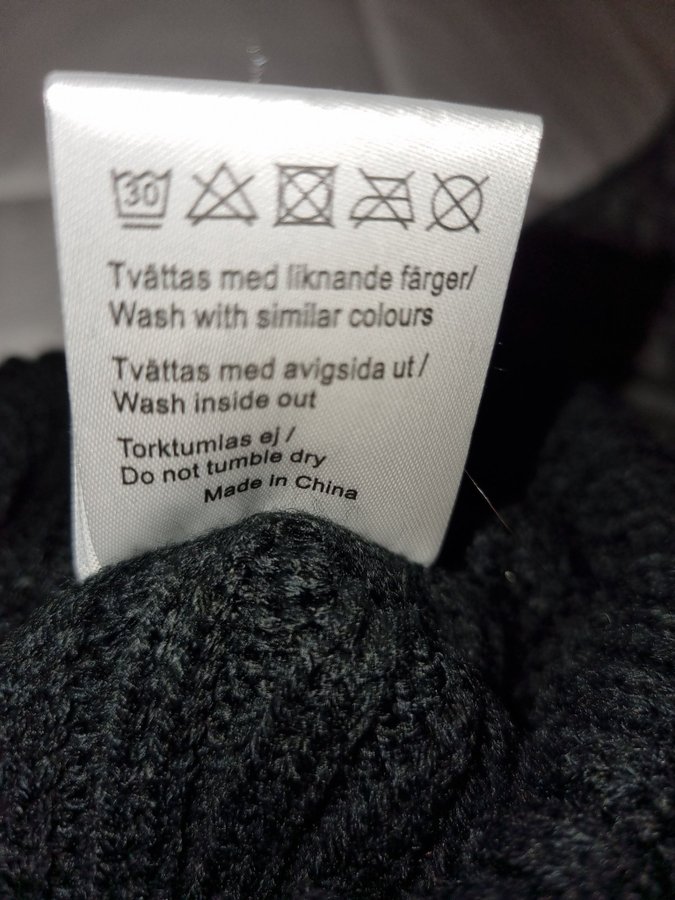 30
Tvättas med liknande färger/
Wash with similar colours
Tvättas med avigsida ut/
Wash inside out
Torktumlas ej/
Do not tumble dry
Made in China